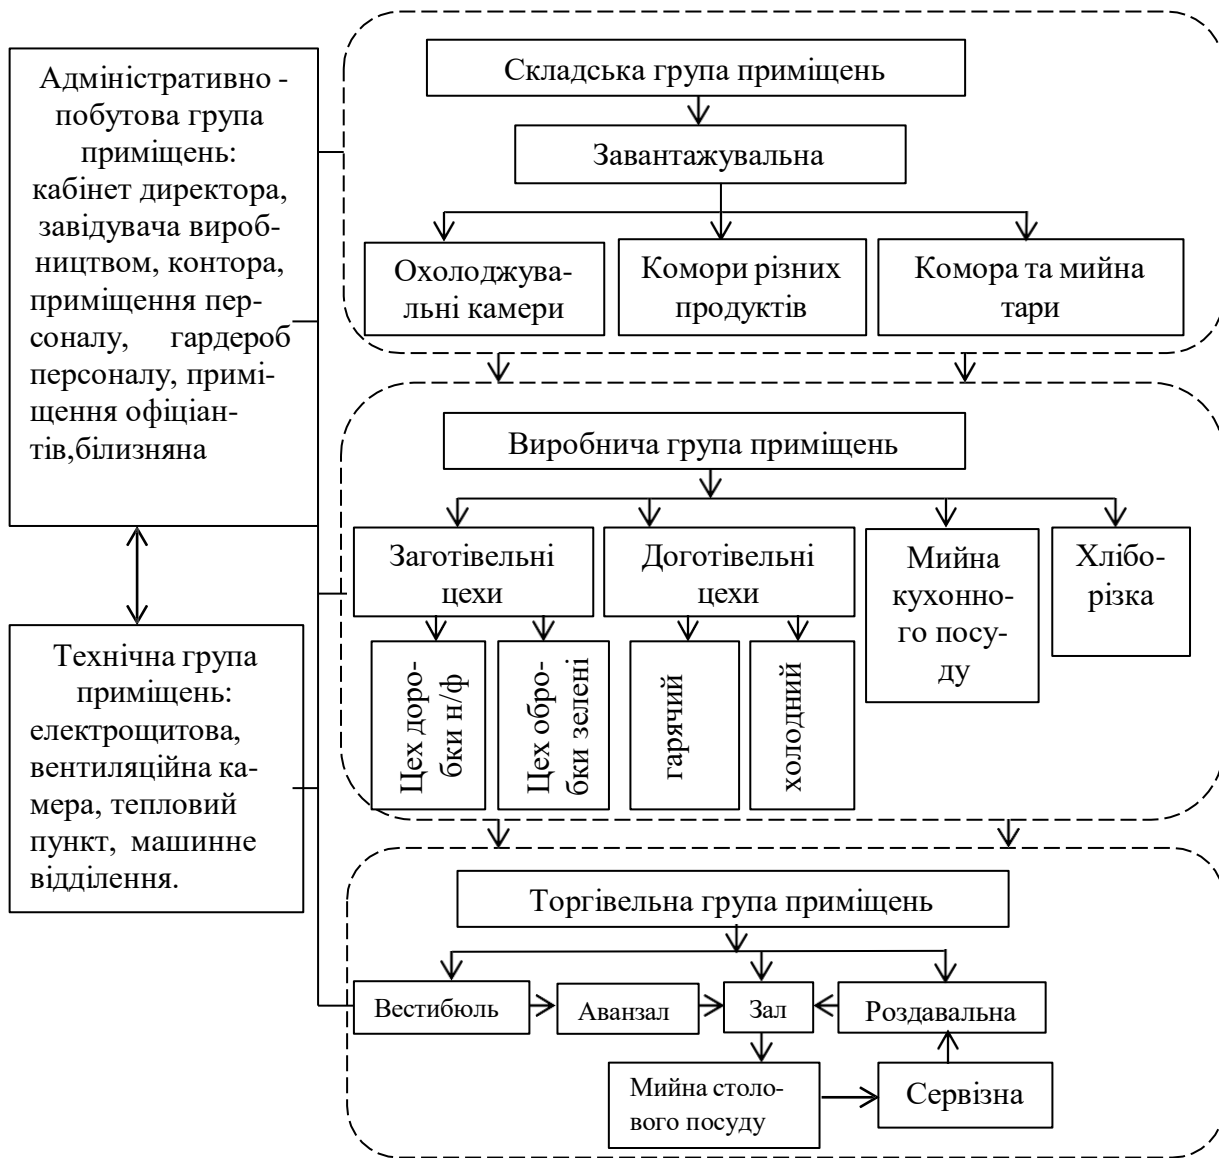 Адміністративно -
побутова група
приміщень:
кабінет директора,
завідувача вироб-
ництвом, контора,
приміщення пер-
соналу, гардероб
персоналу, примі-
щення офіціан-
тів,білизняна
Технічна група
приміщень:
електрощитова,
вентиляційна ка-
мера, тепловий
пункт, машинне
відділення.
Складська група приміщень
Завантажувальна
Охолоджува-
льні камери
Комори різних
продуктів
Комора та мийна
тари
Виробнича група приміщень
Заготівельні
цехи
Доготівельні
цехи
Мийна
кухонно-
го посу-
ду
Хлібо-
різка
Цех доро-
бки н/ф
Цех обро-
бки зелені
гарячий
холодний
Торгівельна група приміщень
Вестибюль
Аванзал
Зал
Роздавальна
Мийна столо-
вого посуду
Сервізна